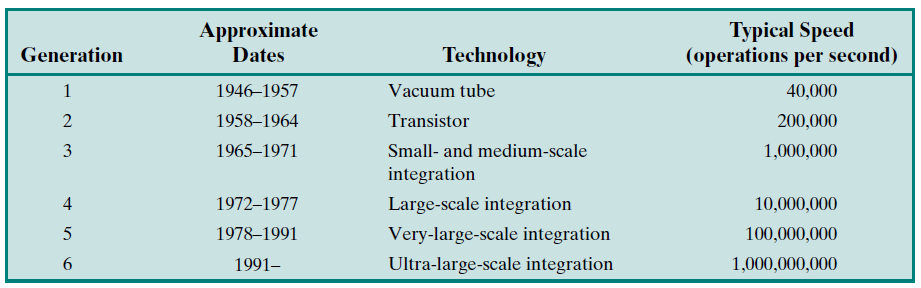 Generation Approximate Dates Technology Typical Speed (operations per second)
1 1946–1957 Vacuum tube 40,000
2 1958–1964 Transistor 200,000
3 1965–1971 Small- and medium-scale integration 1,000,000
4 1972–1977 Large-scale integration 10,000,000
5 1978–1991 Very-large-scale integration 100,000,000
6 1991– Ultra-large-scale integration 1,000,000,000